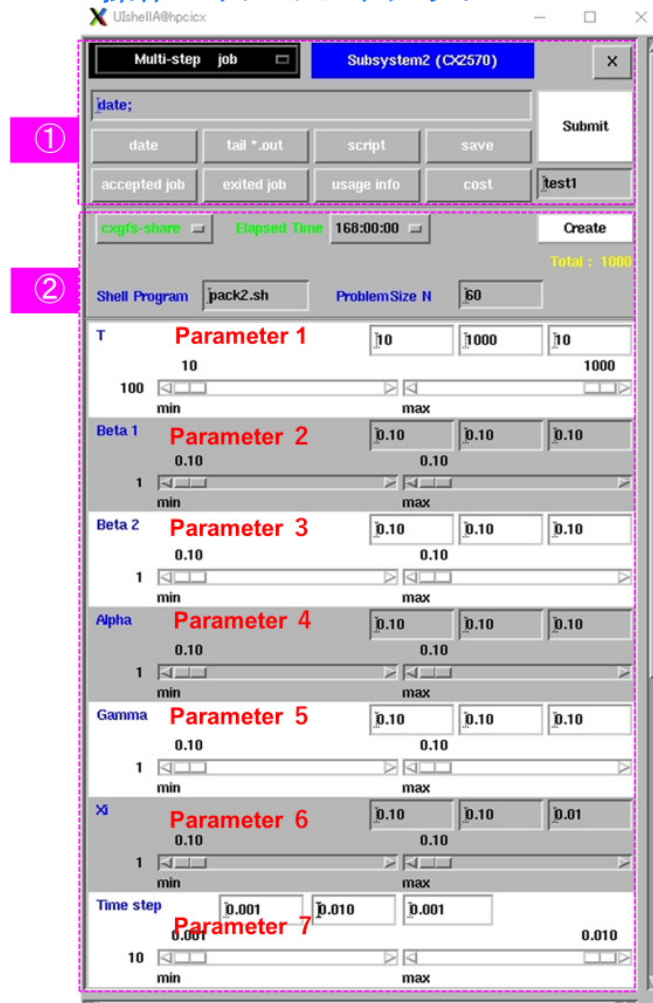 UIshellA@hpcicx
Multi-step job
Subsystem2 (CX2570)
×
date;
Submit
①
date
tail *.out
script
save
accepted job
exited job
usage info
cost
test1
cxgfs-share
Elapsed Time
168:00:00
Create
②
Total : 1000
Shell Program
pack2.sh
ProblemSize N
60
T
Parameter 1
10
1000
10
10
1000
100
min
max
Beta 1
Parameter 2
0.10
0.10
0.10
0.10
0.10
1
min
max
Beta 2
Parameter 3
0.10
0.10
0.10
0.10
0.10
1
min
max
Alpha
Parameter 4
0.10
0.10
0.10
0.10
0.10
1
min
max
Gamma
Parameter 5
0.10
0.10
0.10
0.10
0.10
1
min
max
Xi
Parameter 6
0.10
0.10
0.01
0.10
0.10
1
min
max
Time step
Parameter 7
0.001
0.010
0.001
0.001
0.010
10
min
max